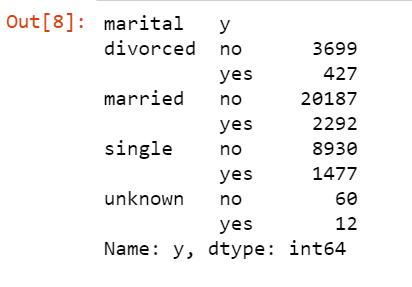 Out[8]: marital y
divorced no 3699
yes 427
married no 20187
yes 2292
single no 8930
yes 1477
unknown no 60
yes 12
Name: y, dtype: int64